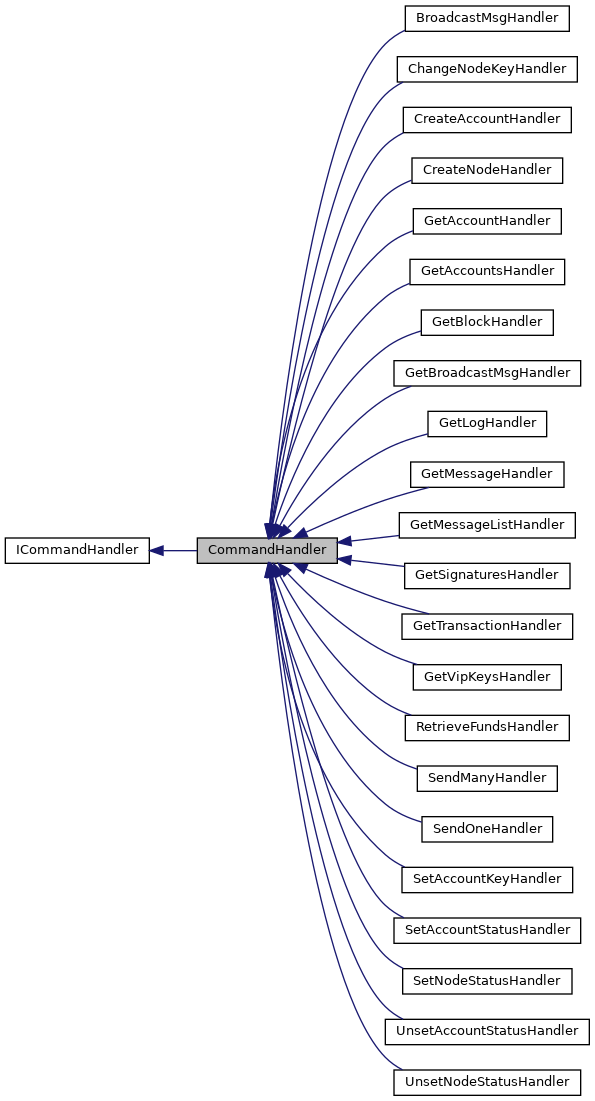 BroadcastMsgHandler
ChangeNodeKeyHandler
CreateAccountHandler
CreateNodeHandler
GetAccountHandler
GetAccountsHandler
GetBlockHandler
GetBroadcastMsgHandler
GetLogHandler
GetMessageHandler
GetMessageListHandler
ICommandHandler
CommandHandler
GetSignaturesHandler
GetTransactionHandler
GetVipKeysHandler
RetrieveFundsHandler
SendManyHandler
SendOneHandler
SetAccountKeyHandler
SetAccountStatusHandler
SetNodeStatusHandler
UnsetAccountStatusHandler
UnsetNodeStatusHandler